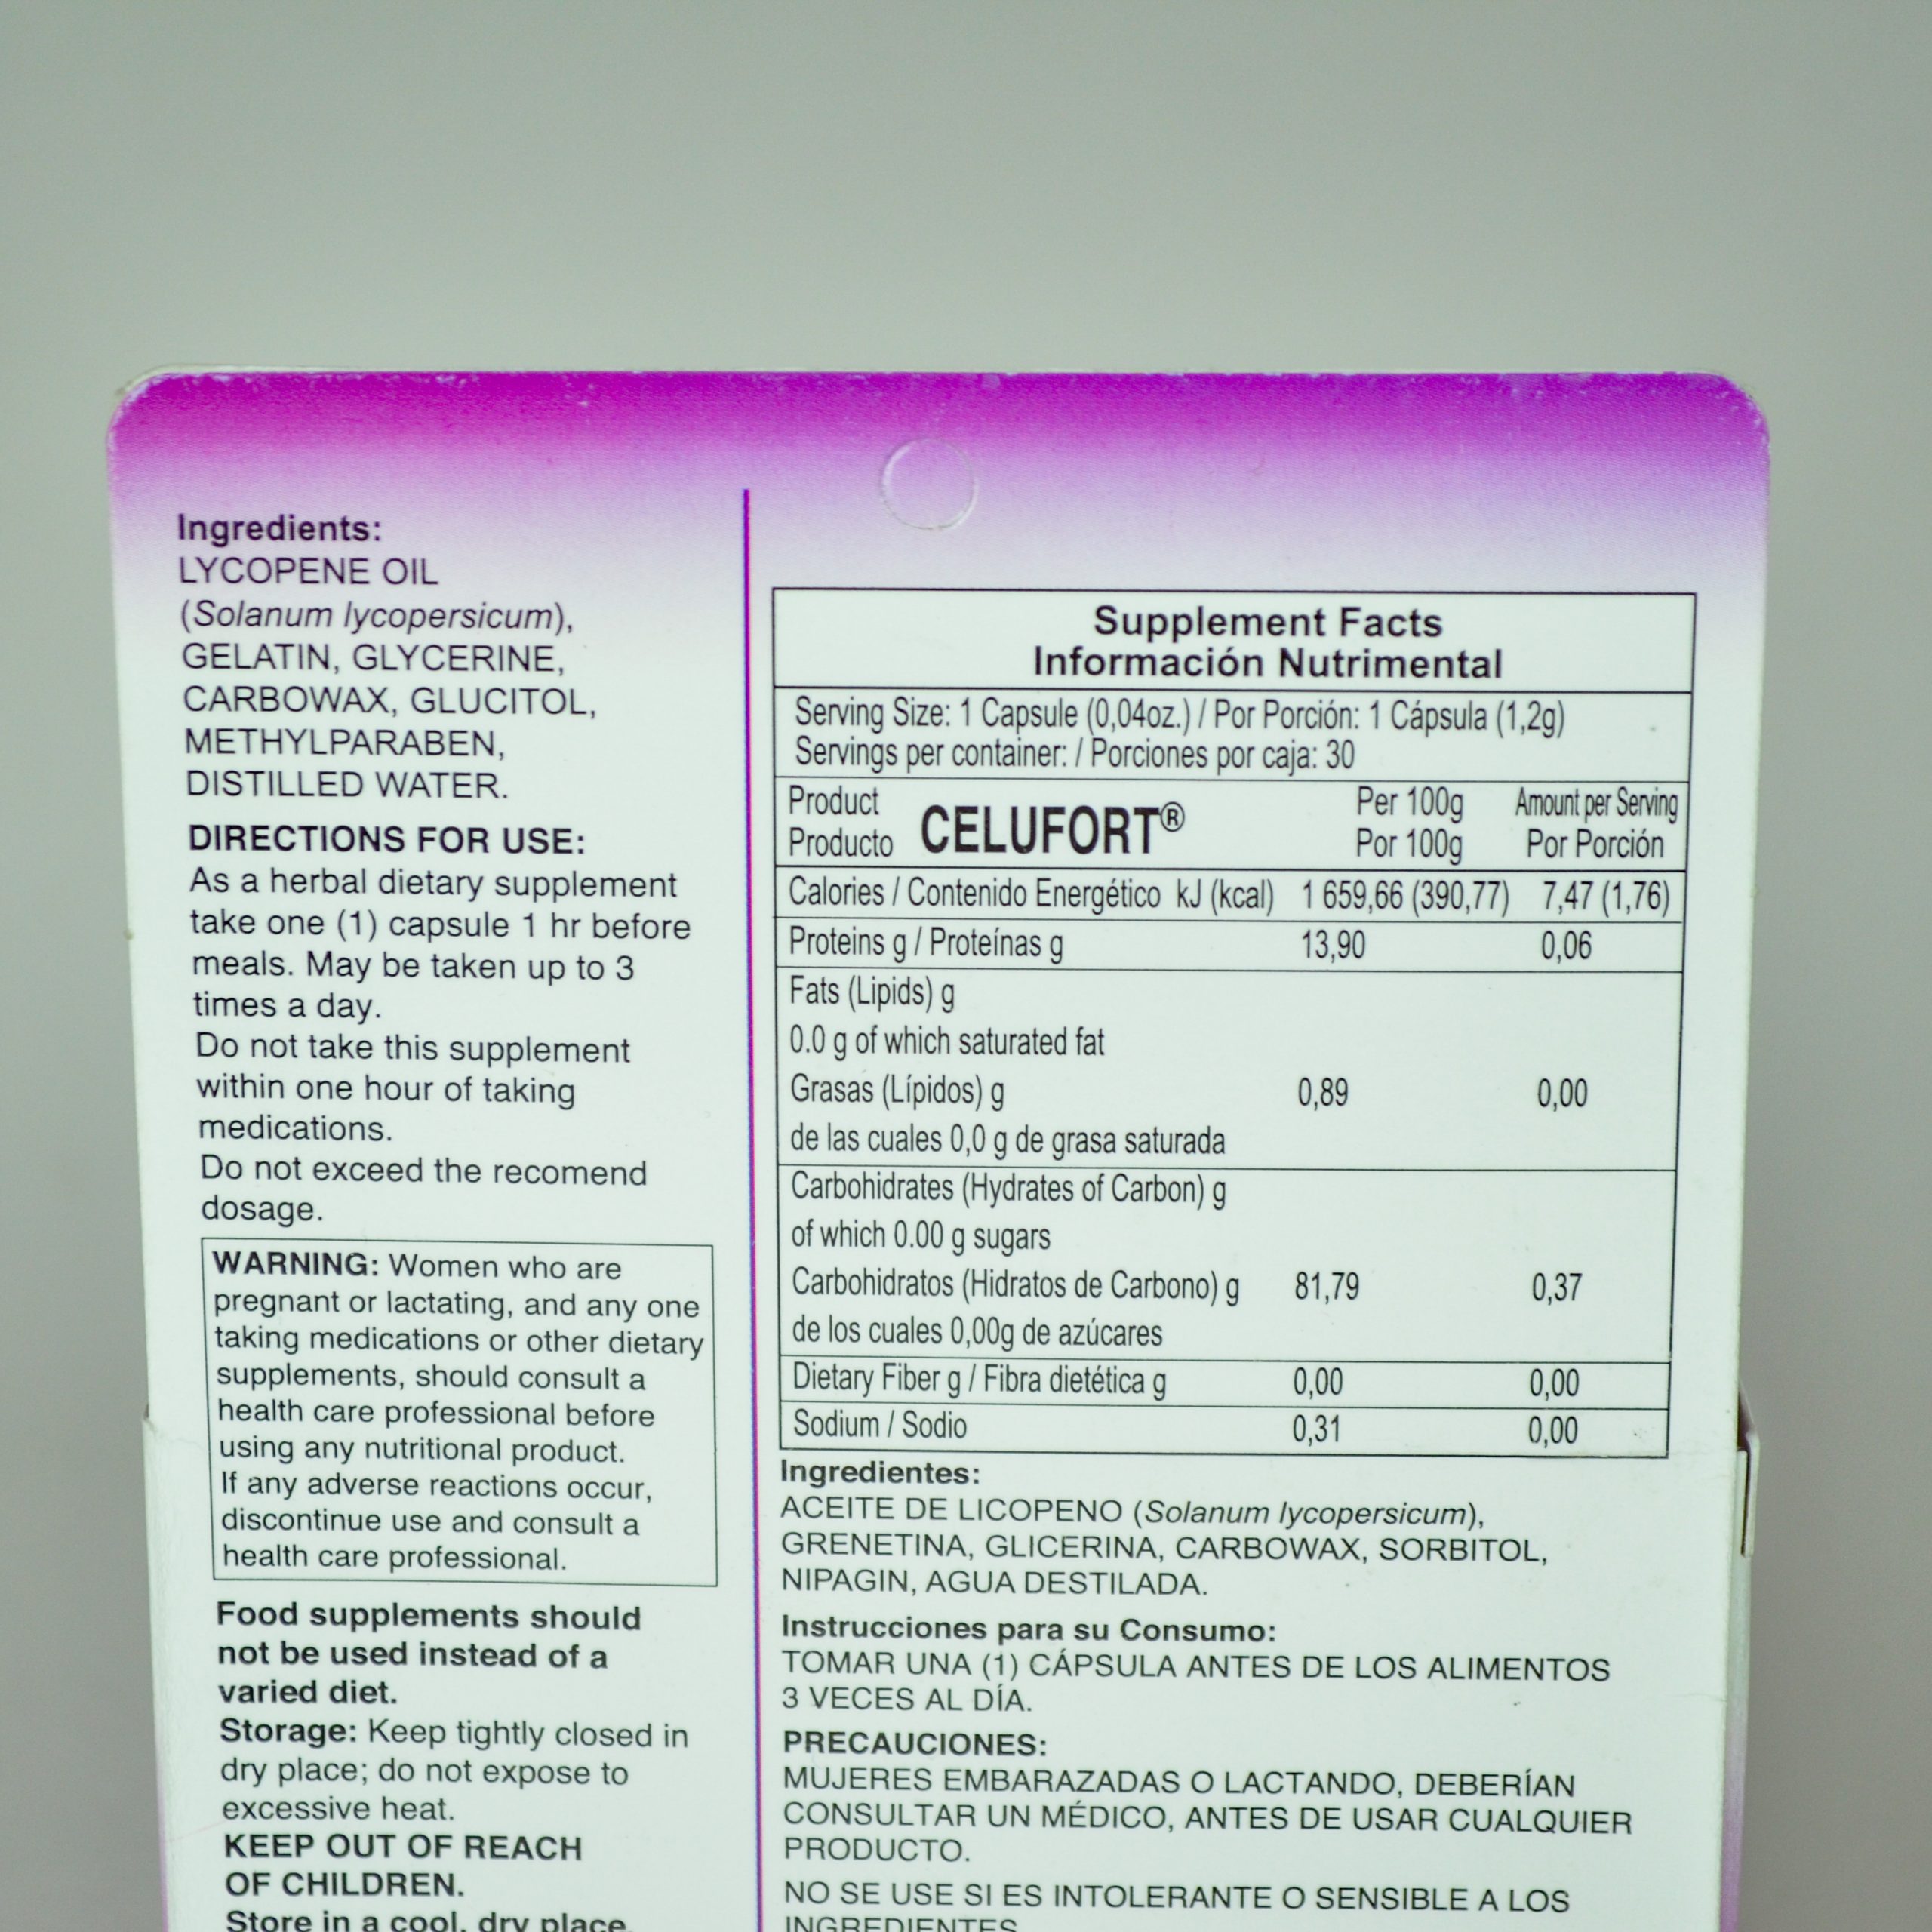 Ingredients:
LYCOPENE OIL
(Solanum lycopersicum),
GELATIN, GLYCERINE,
CARBOWAX, GLUCITOL,
METHYLPARABEN,
DISTILLED WATER.
DIRECTIONS FOR USE:
As a herbal dietary supplement
take one (1) capsule 1 hr before
meals. May be taken up to 3
times a day.
Do not take this supplement
within one hour of taking
medications.
Do not exceed the recomend
dosage.
WARNING: Women who are
pregnant or lactating, and any one
taking medications or other dietary
supplements, should consult a
health care professional before
using any nutritional product.
If any adverse reactions occur,
discontinue use and consult a
health care professional.
Food supplements should
not be used instead of a
varied diet.
Storage: Keep tightly closed in
dry place; do not expose to
excessive heat.
KEEP OUT OF REACH
OF CHILDREN.
Store in a cool, dry place.
Supplement Facts
Información Nutrimental
Serving Size: 1 Capsule (0,04oz.) / Por Porción: 1 Cápsula (1,2g)
Servings per container: / Porciones por caja: 30
Product Per 100g Amount per Serving
Producto CELUFORT® Por 100g Por Porción
Calories / Contenido Energético kJ (kcal) 1 659,66 (390,77) 7,47 (1,76)
Proteins g / Proteínas g 13,90 0,06
Fats (Lipids) g
0.0 g of which saturated fat
Grasas (Lípidos) g 0,89 0,00
de las cuales 0,0 g de grasa saturada
Carbohidrates (Hydrates of Carbon) g
of which 0.00 g sugars
Carbohidratos (Hidratos de Carbono) g 81,79 0,37
de los cuales 0,00g de azúcares
Dietary Fiber g / Fibra dietética g 0,00 0,00
Sodium / Sodio 0,31 0,00
Ingredientes:
ACEITE DE LICOPENO (Solanum lycopersicum),
GRENETINA, GLICERINA, CARBOWAX, SORBITOL,
NIPAGIN, AGUA DESTILADA.
Instrucciones para su Consumo:
TOMAR UNA (1) CÁPSULA ANTES DE LOS ALIMENTOS
3 VECES AL DÍA.
PRECAUCIONES:
MUJERES EMBARAZADAS O LACTANDO, DEBERÍAN
CONSULTAR UN MÉDICO, ANTES DE USAR CUALQUIER
PRODUCTO.
NO SE USE SI ES INTOLERANTE O SENSIBLE A LOS
INGREDIENTES